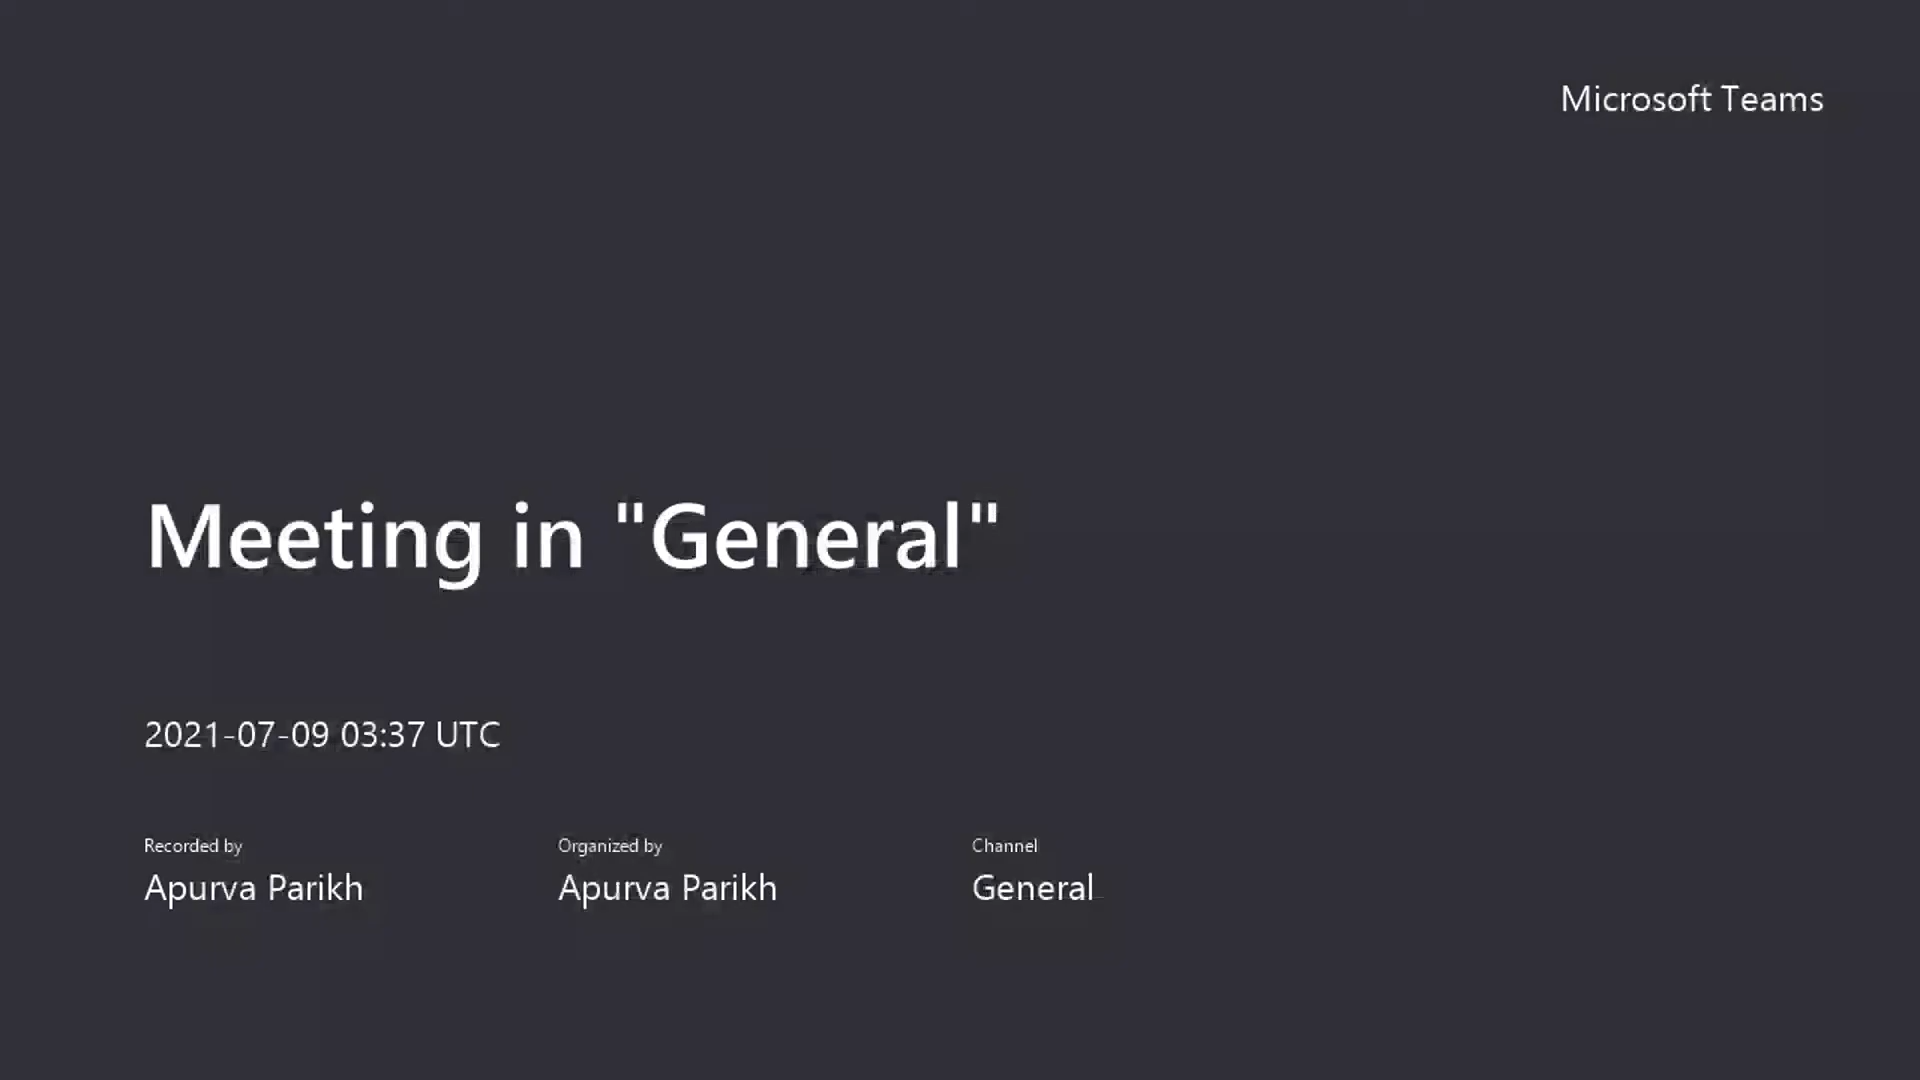 Microsoft Teams
Meeting in "General"
2021-07-09 03:37 UTC
Recorded by
Apurva Parikh
Organized by
Apurva Parikh
Channel
General